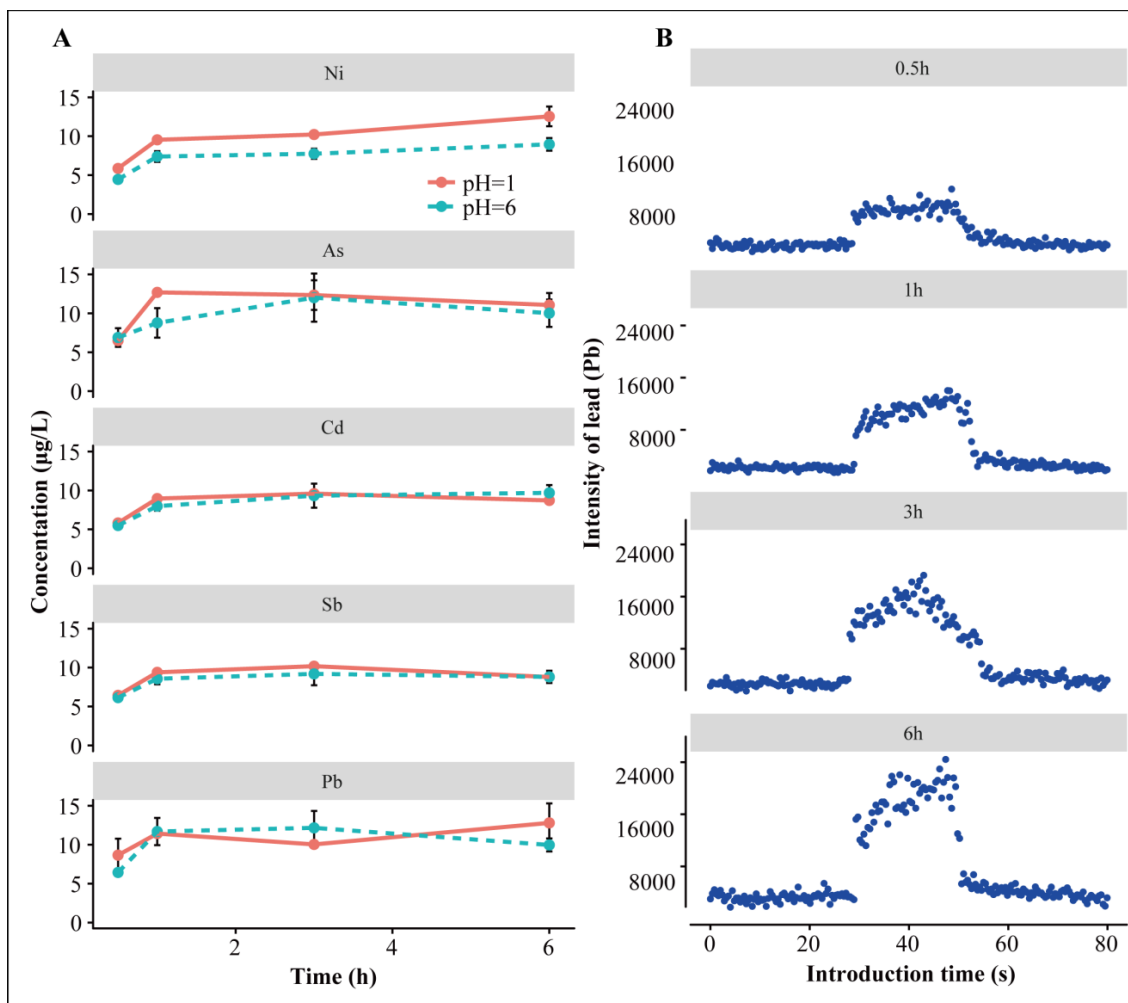 A
Ni
15
10
5
0
pH=1
pH=6
As
15
10
5
0
Cd
15
10
5
0
Sb
15
10
5
0
Pb
15
10
5
0
2
4
6
Time (h)
Concentation (μg/L)
B
0.5h
24000
16000
8000
1h
24000
16000
8000
3h
24000
16000
8000
6h
24000
16000
8000
0
20
40
60
80
Introduction time (s)
Intensity of lead (Pb)